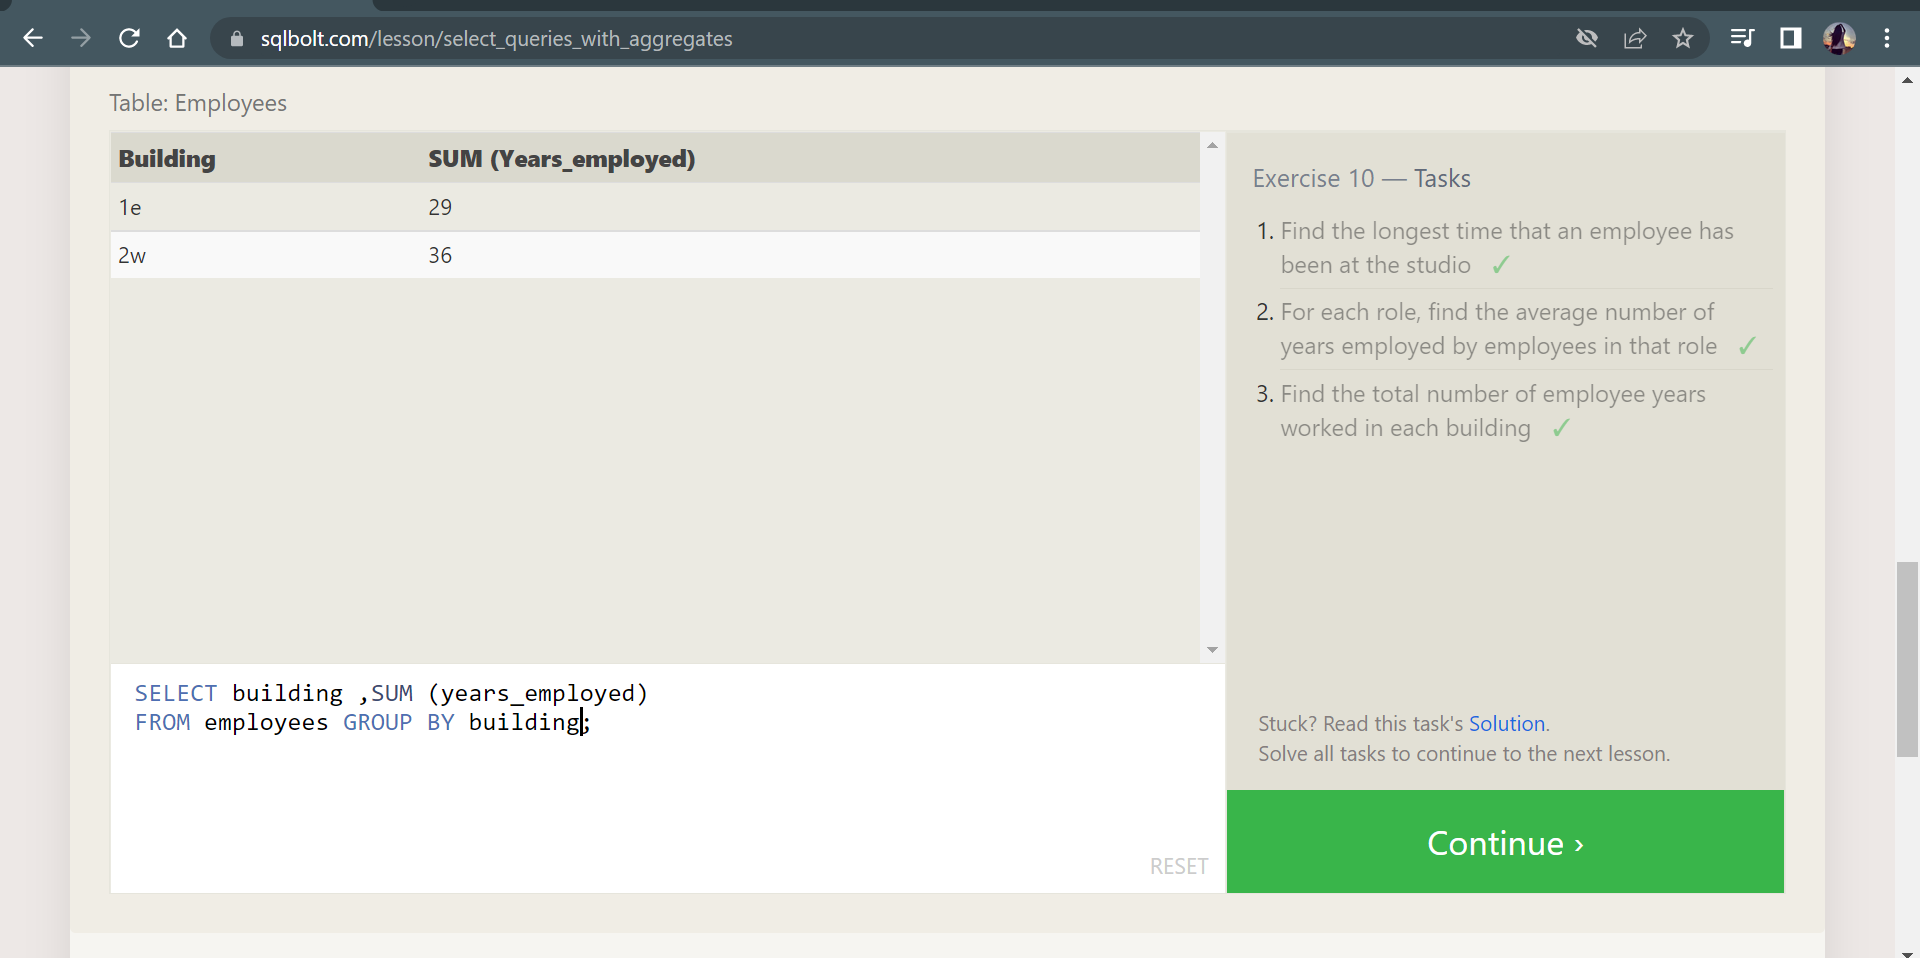 sqlbolt.com/lesson/select_queries_with_aggregates
Table: Employees
Building SUM (Years_employed)
1e 29
2w 36
SELECT building ,SUM (years_employed)
FROM employees GROUP BY building;
RESET
Exercise 10 — Tasks
1. Find the longest time that an employee has
been at the studio ✓
2. For each role, find the average number of
years employed by employees in that role ✓
3. Find the total number of employee years
worked in each building ✓
Stuck? Read this task's Solution.
Solve all tasks to continue to the next lesson.
Continue ›